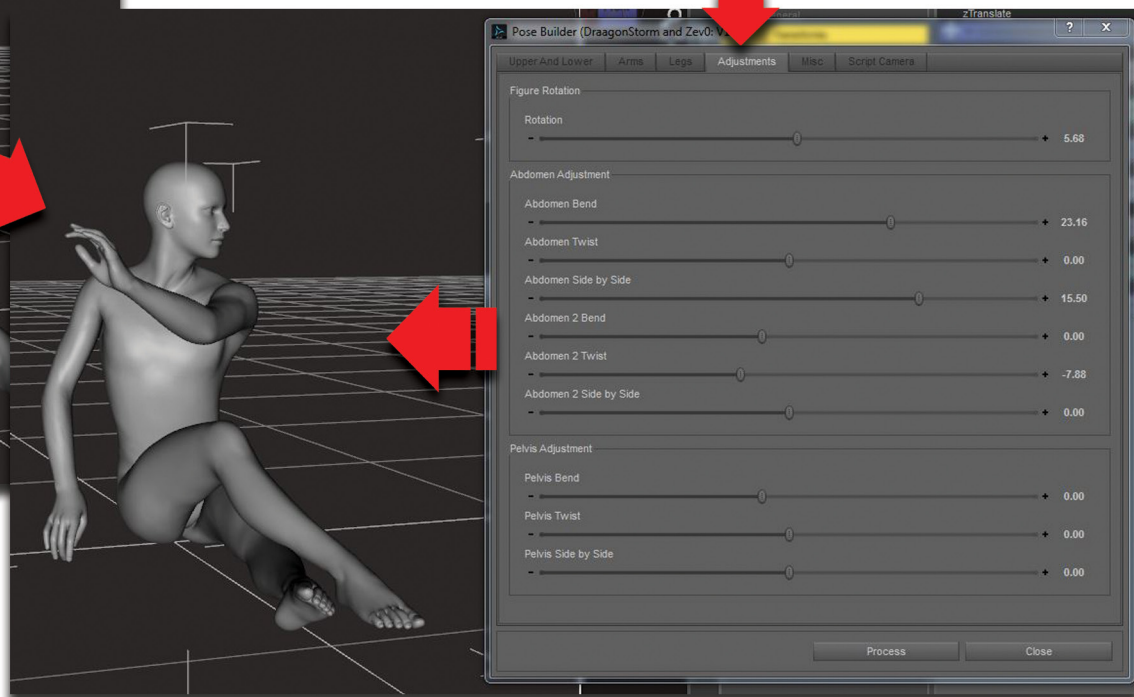 zTranslate
Pose Builder (DraagonStorm and Zev0: V
? X
Upper And Lower Arms Legs Adjustments Misc Script Camera
Figure Rotation
Rotation
- + 5.68
Abdomen Adjustment
Abdomen Bend
- + 23.16
Abdomen Twist
- + 0.00
Abdomen Side by Side
- + 15.50
Abdomen 2 Bend
- + 0.00
Abdomen 2 Twist
- + -7.88
Abdomen 2 Side by Side
- + 0.00
Pelvis Adjustment
Pelvis Bend
- + 0.00
Pelvis Twist
- + 0.00
Pelvis Side by Side
- + 0.00
Process Close